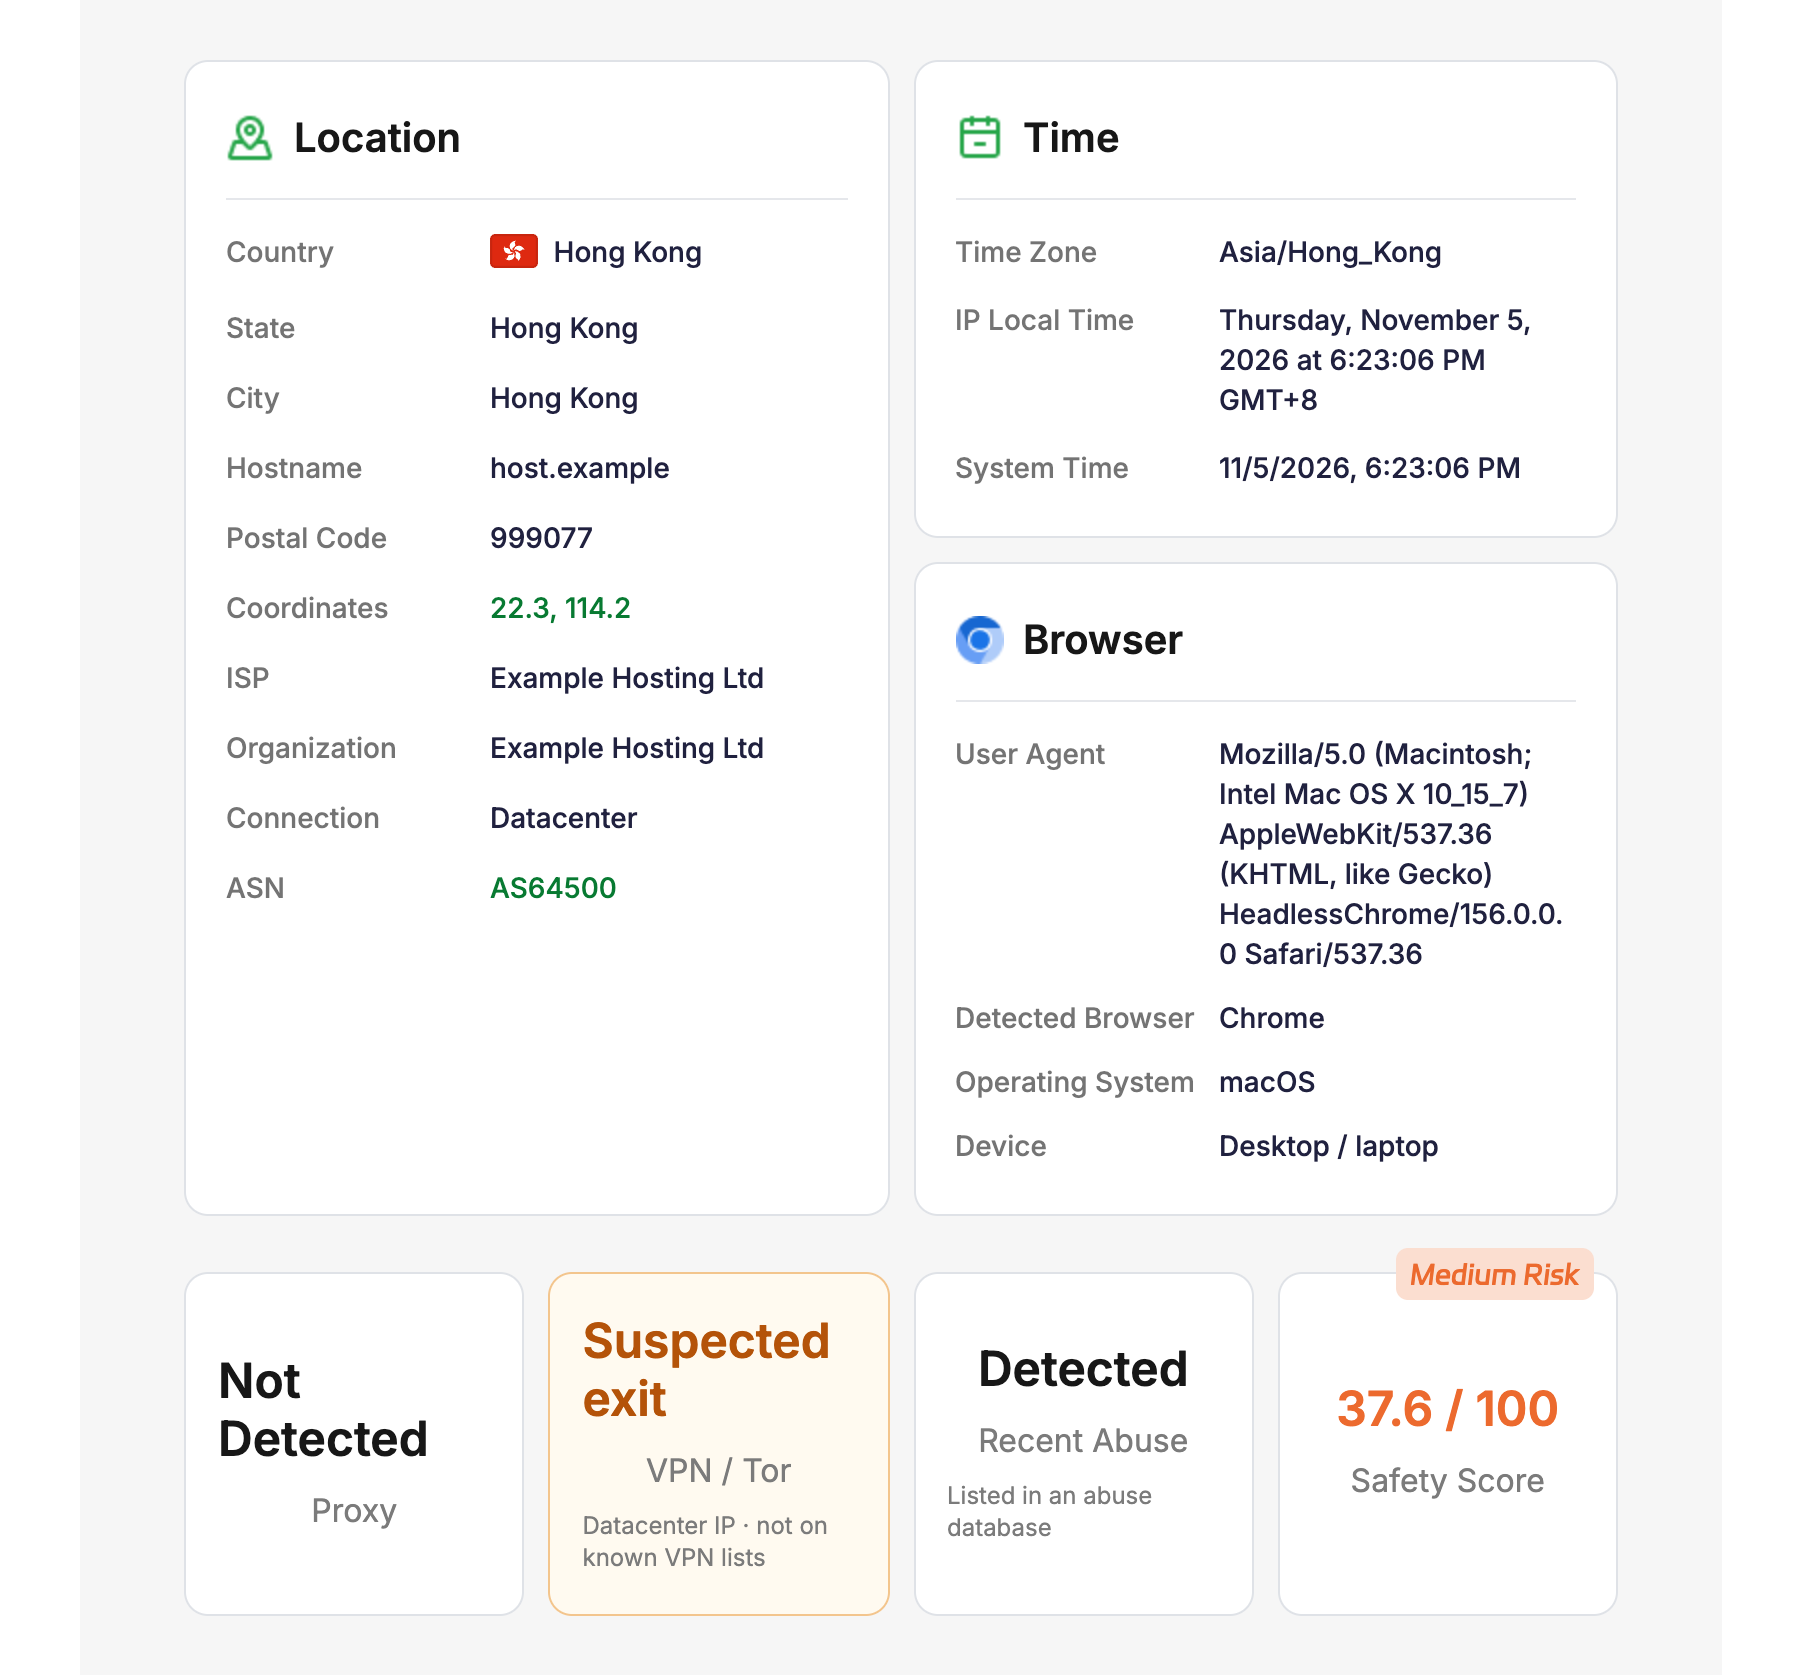 Location
Country Hong Kong
State Hong Kong
City Hong Kong
Hostname host.example
Postal Code 999077
Coordinates 22.3, 114.2
ISP Example Hosting Ltd
Organization Example Hosting Ltd
Connection Datacenter
ASN AS64500
Time
Time Zone Asia/Hong_Kong
IP Local Time Thursday, November 5,
2026 at 6:23:06 PM
GMT+8
System Time 11/5/2026, 6:23:06 PM
Browser
User Agent Mozilla/5.0 (Macintosh;
Intel Mac OS X 10_15_7)
AppleWebKit/537.36
(KHTML, like Gecko)
HeadlessChrome/156.0.0.
0 Safari/537.36
Detected Browser Chrome
Operating System macOS
Device Desktop / laptop
Not
Detected
Proxy
Suspected
exit
VPN / Tor
Datacenter IP · not on
known VPN lists
Detected
Recent Abuse
Listed in an abuse
database
Medium Risk
37.6 / 100
Safety Score